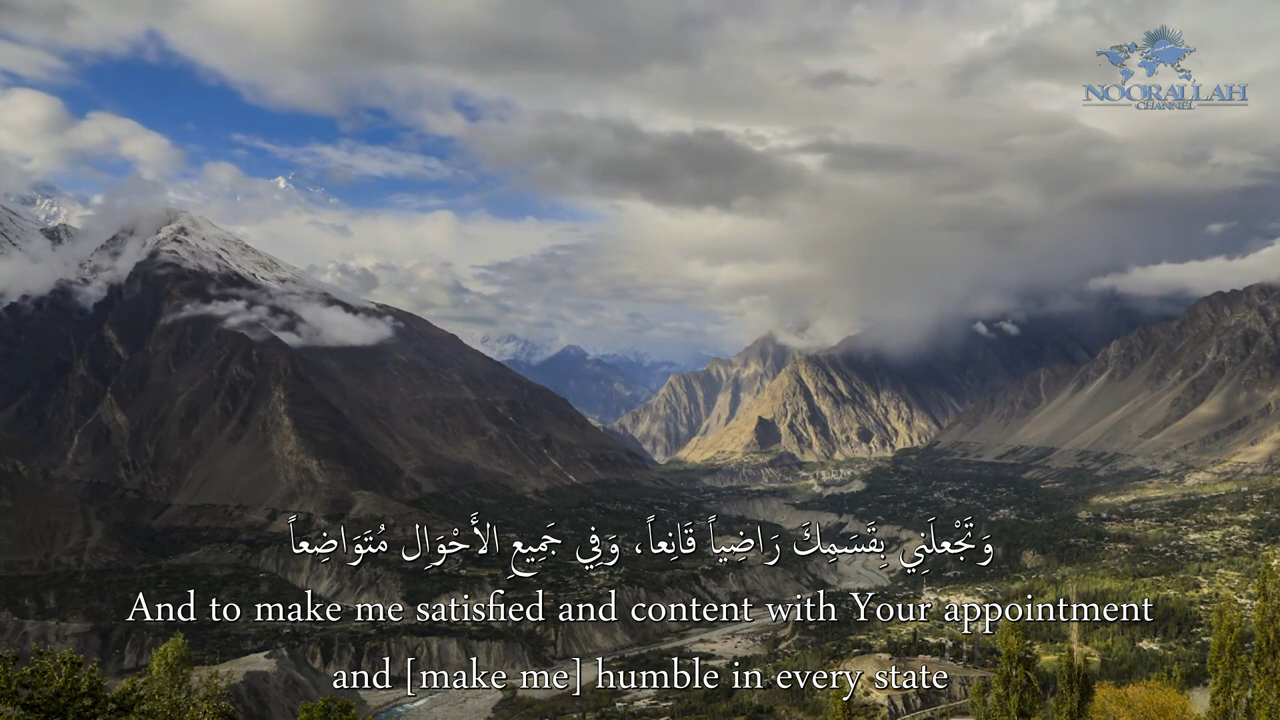 NOORALLAH
CHANNEL
وَتَجْعلَنِي بِقَسَمِكَ رَاضِياً قَانِعاً، وَفِي جَمِيعِ الأَحْوَالِ مُتَوَاضِعاً
And to make me satisfied and content with Your appointment
and [make me] humble in every state